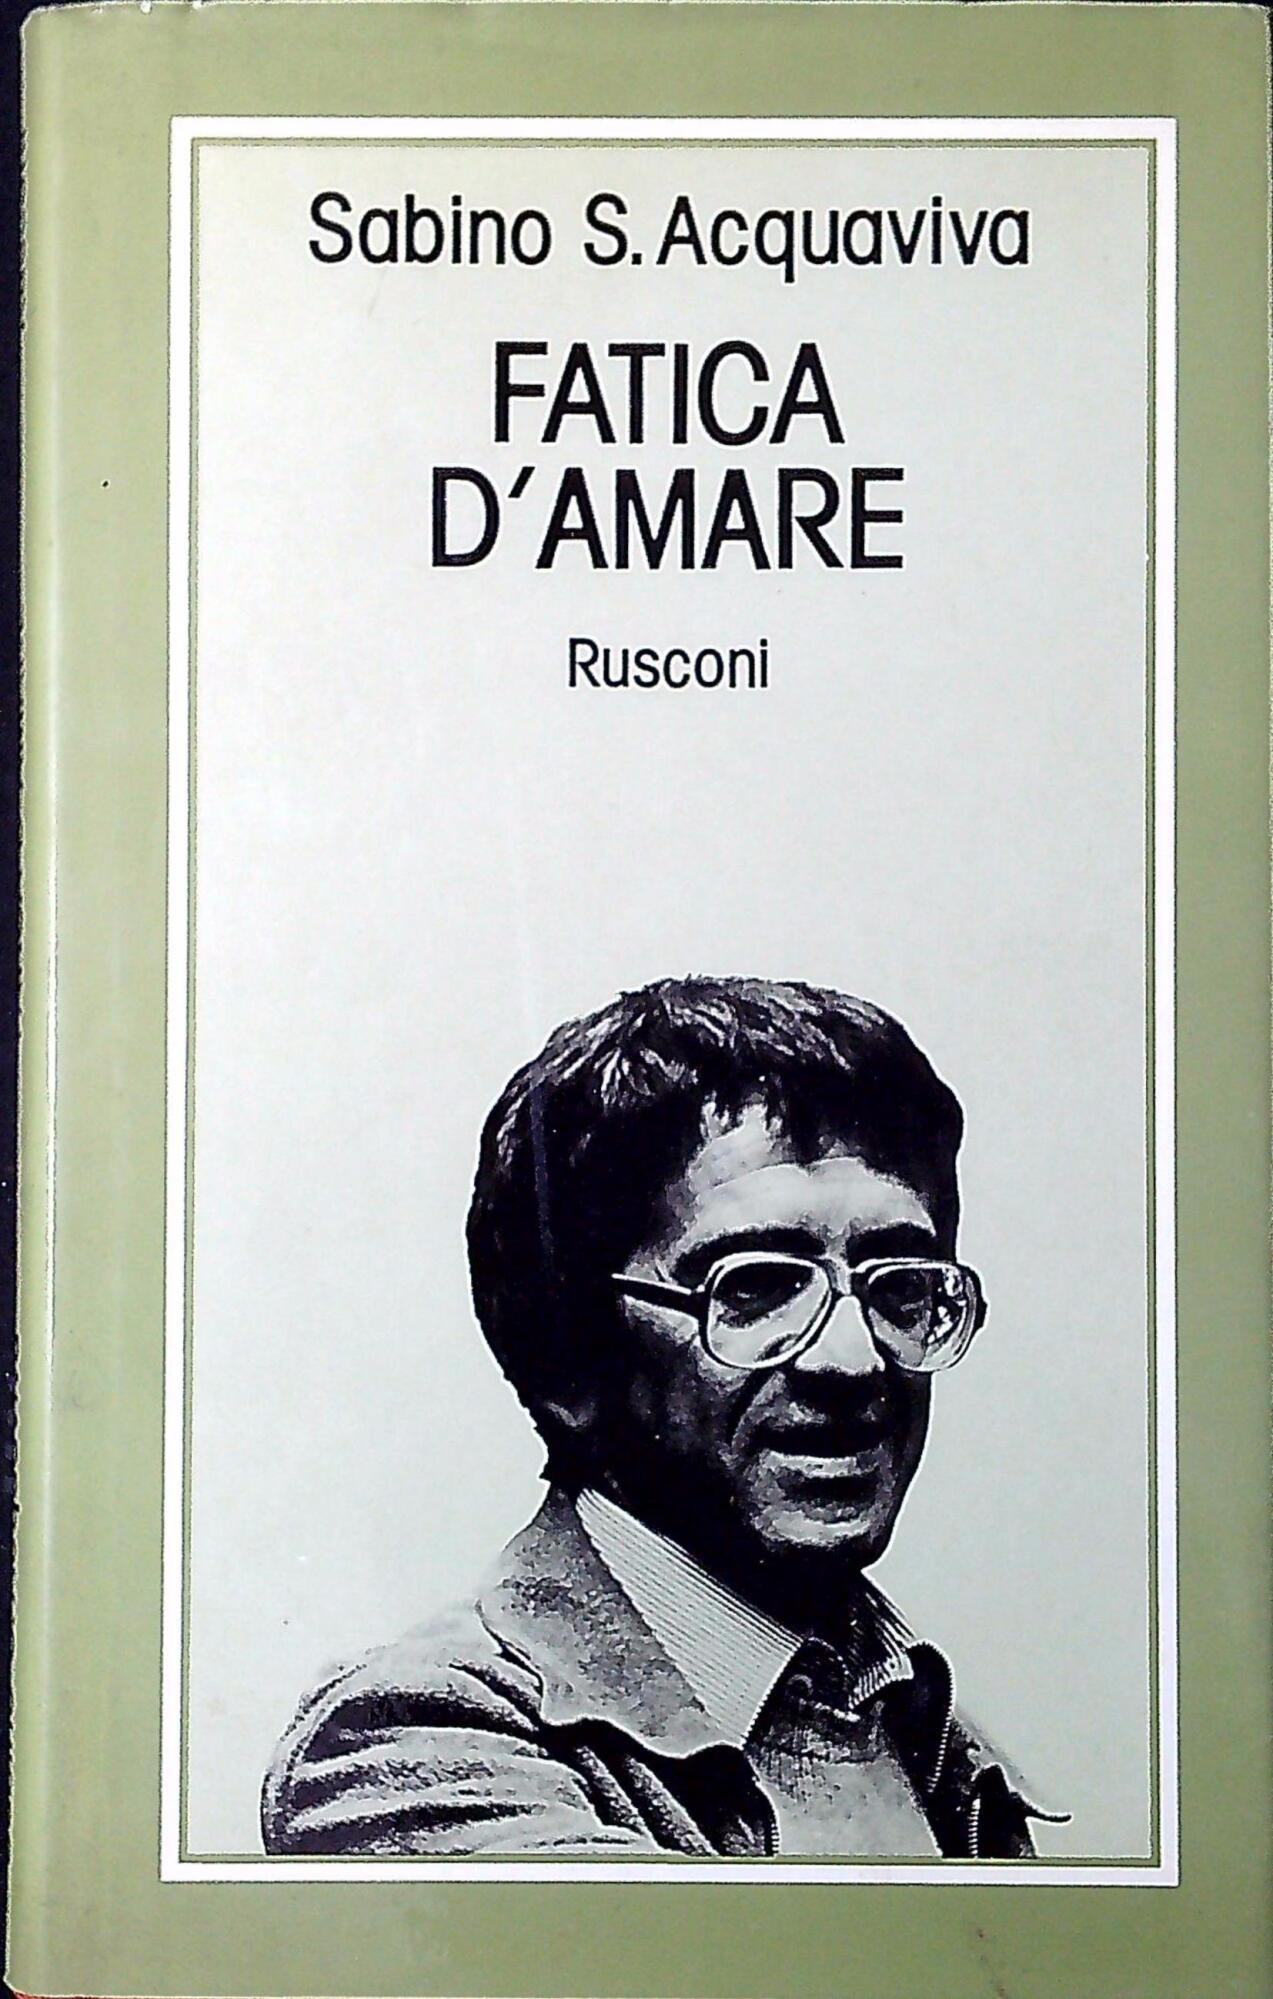 Sabino S. Acquaviva
FATICA
D'AMARE
Rusconi